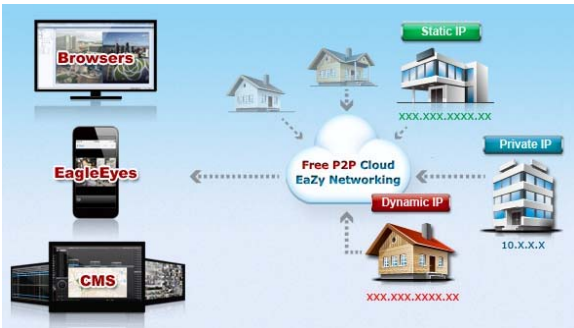 Browsers
EagleEyes
CMS
Free P2P Cloud
EaZy Networking
Static IP
xxx.xxx.xxxx.xx
Private IP
10.x.x.x
Dynamic IP
xxx.xxx.xxxx.xx